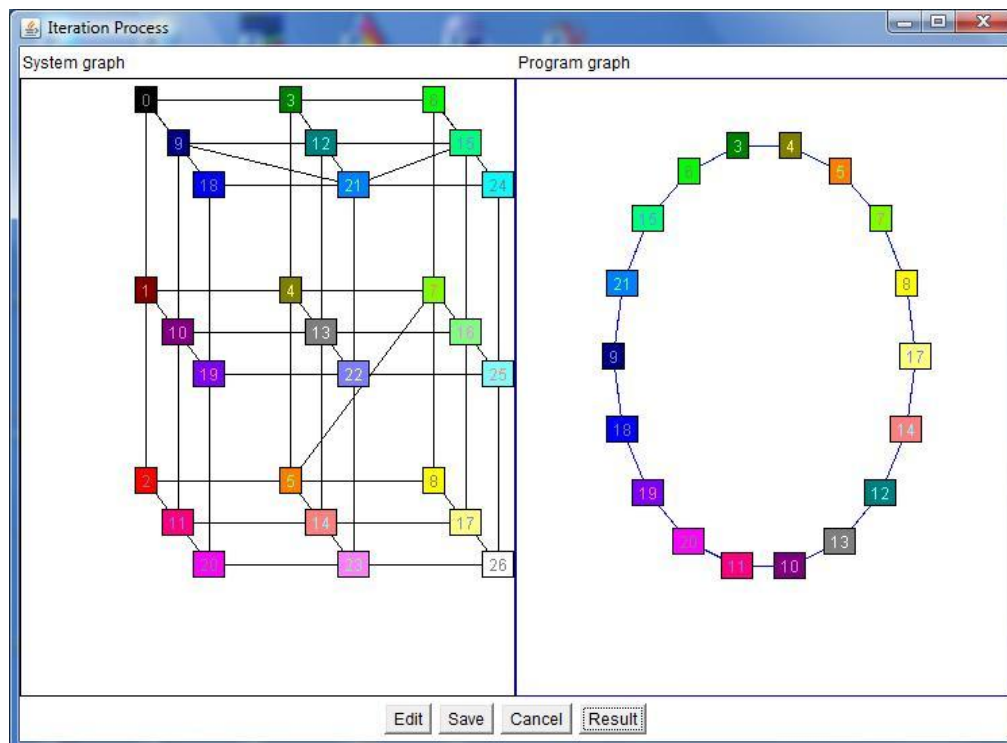 Iteration Process
System graph Program graph
0 3 6
9 12 15
18 21 24
1 4 7
10 13 16
19 22 25
2 5 8
11 14 17
20 23 26
3 4
6 5
15 7
21 8
9 17
18 14
19 12
20 13
11 10
Edit Save Cancel Result